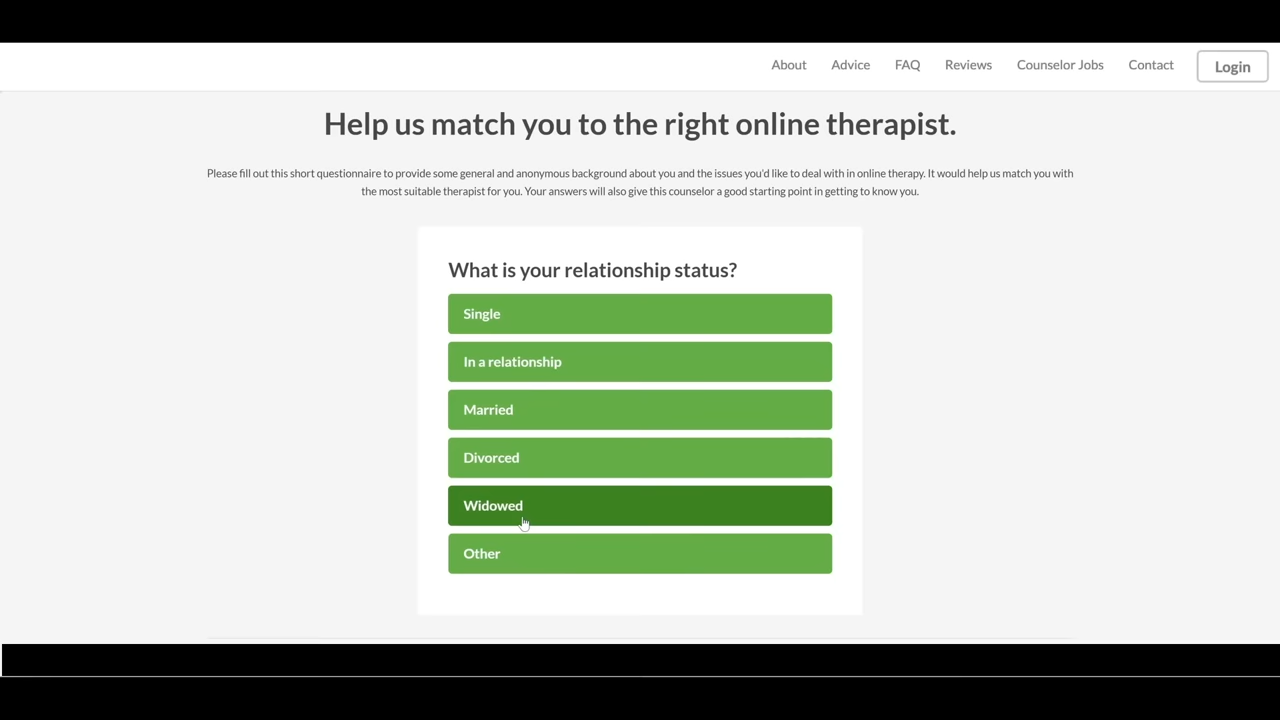 About Advice FAQ Reviews Counselor Jobs Contact Login
Help us match you to the right online therapist.
Please fill out this short questionnaire to provide some general and anonymous background about you and the issues you'd like to deal with in online therapy. It would help us match you with
the most suitable therapist for you. Your answers will also give this counselor a good starting point in getting to know you.
What is your relationship status?
Single
In a relationship
Married
Divorced
Widowed
Other